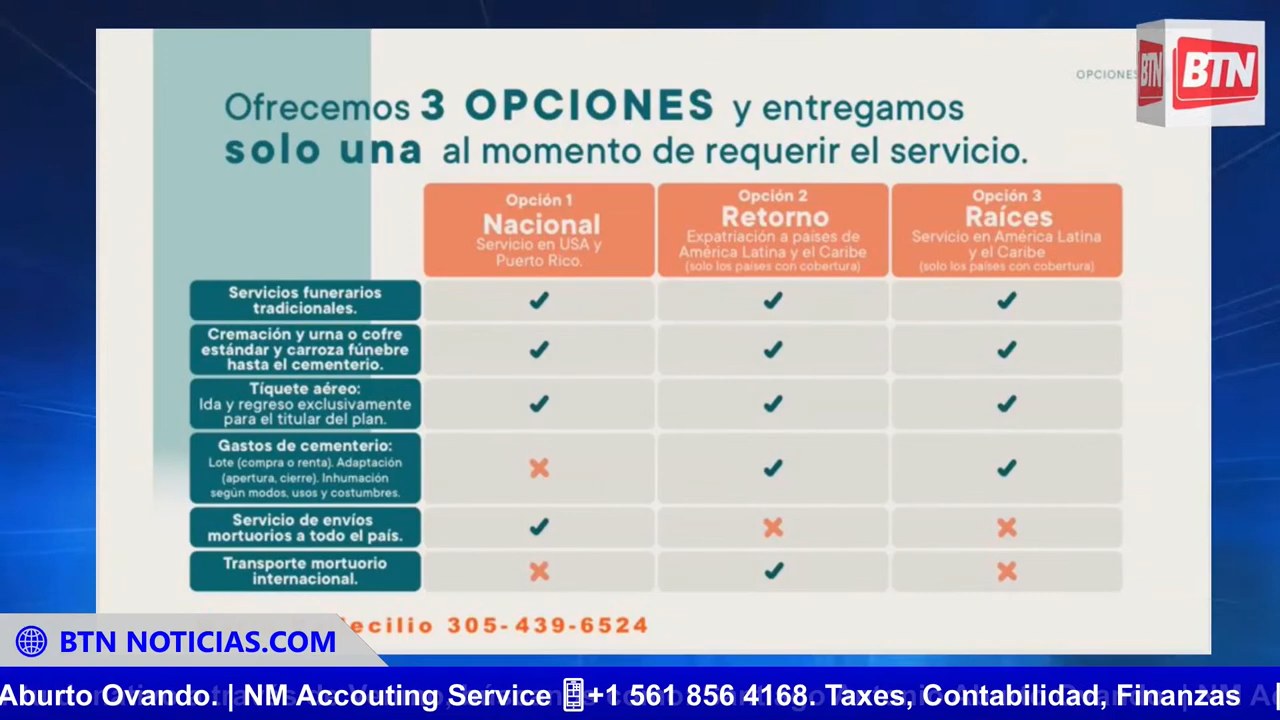 OPCIONES
BTN
BTN
Ofrecemos 3 OPCIONES y entregamos
solo una al momento de requerir el servicio.
Opción 1
Nacional
Servicio en USA y
Puerto Rico.
Opción 2
Retorno
Expatriación a países de
América Latina y el Caribe
(solo los países con cobertura)
Opción 3
Raíces
Servicio en América Latina
y el Caribe
(solo los países con cobertura)
Servicios funerarios
tradicionales.
Cremación y urna o cofre
estándar y carroza fúnebre
hasta el cementerio.
Tíquete aéreo:
Ida y regreso exclusivamente
para el titular del plan.
Gastos de cementerio:
Lote (compra o renta). Adaptación
(apertura, cierre). Inhumación
según modos, usos y costumbres.
Servicio de envíos
mortuorios a todo el país.
Transporte mortuorio
internacional.
305-439-6524
BTN NOTICIAS.COM
Aburto Ovando. | NM Accouting Service +1 561 856 4168. Taxes, Contabilidad, Finanzas |